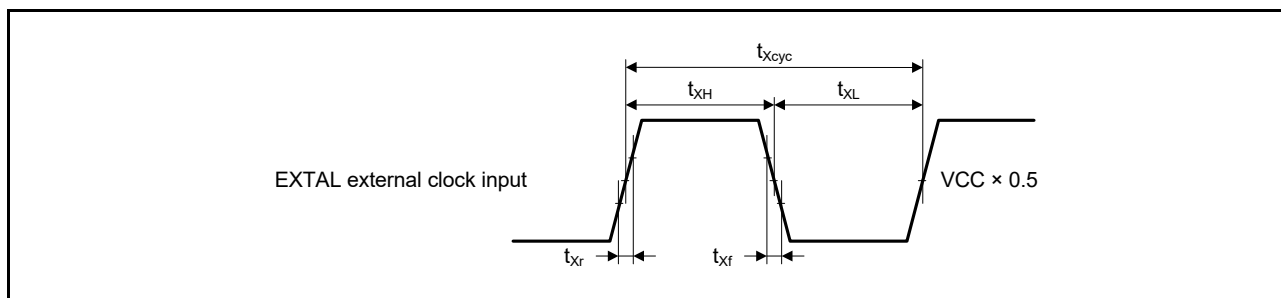 tXcyc
tXH
tXL
EXTAL external clock input
VCC × 0.5
tXr
tXf